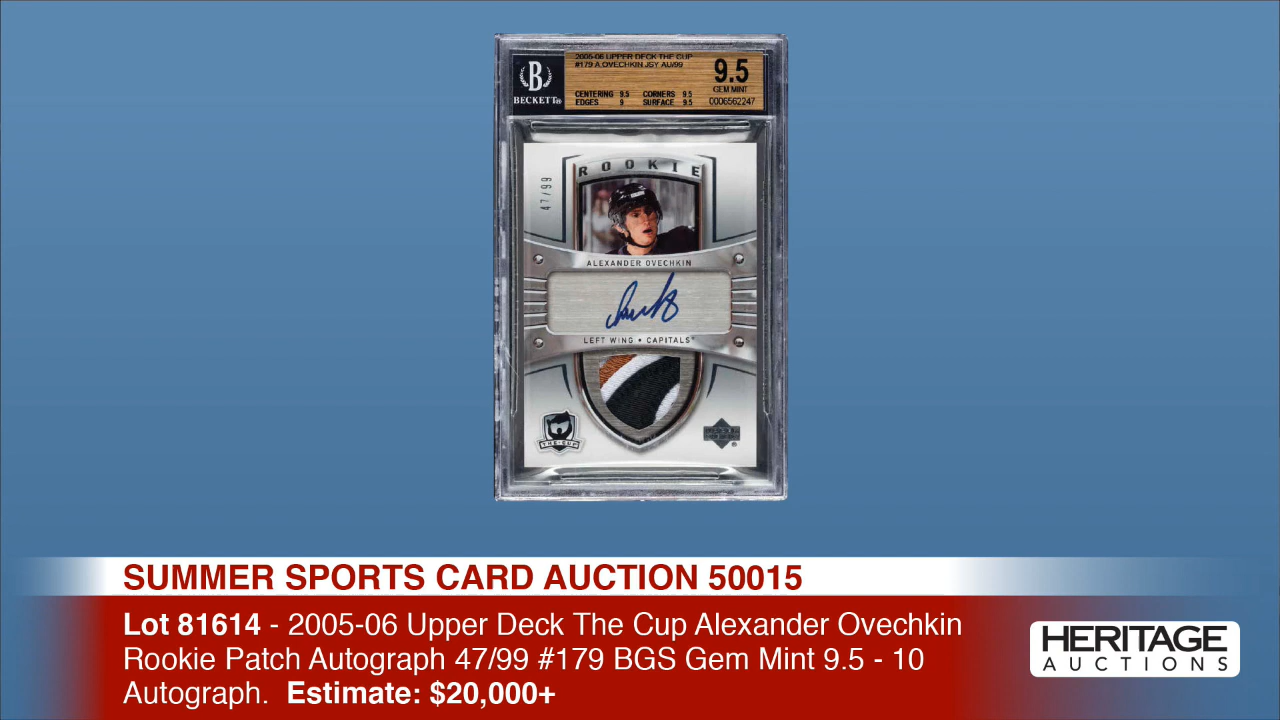 2005-06 UPPER DECK THE CUP
#179 A.OVECHKIN JSY AU/99
9.5
GEM MINT
CENTERING 9.5 CORNERS 9.5
EDGES 9 SURFACE 9.5
0006562247
B
BECKETT
ROOKIE
47/99
ALEXANDER OVECHKIN
LEFT WING • CAPITALS
THE CUP
UPPER DECK
SUMMER SPORTS CARD AUCTION 50015
Lot 81614 - 2005-06 Upper Deck The Cup Alexander Ovechkin
Rookie Patch Autograph 47/99 #179 BGS Gem Mint 9.5 - 10
Autograph. Estimate: $20,000+
HERITAGE
AUCTIONS